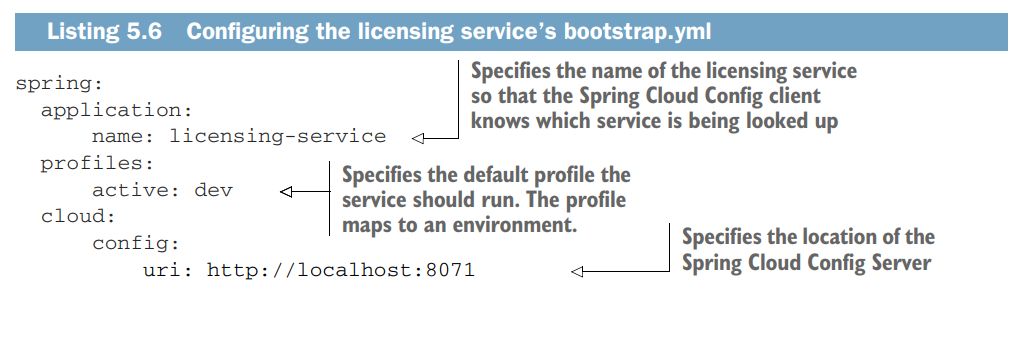 Listing 5.6 Configuring the licensing service's bootstrap.yml
spring:
application:
name: licensing-service
Specifies the name of the licensing service
so that the Spring Cloud Config client
knows which service is being looked up
profiles:
active: dev
Specifies the default profile the
service should run. The profile
maps to an environment.
cloud:
config:
uri: http://localhost:8071
Specifies the location of the
Spring Cloud Config Server